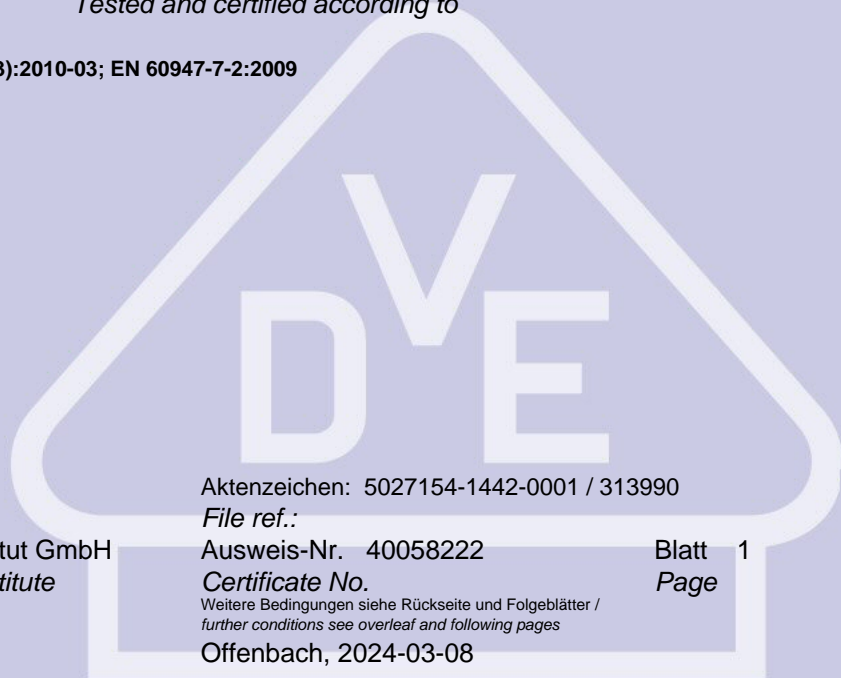 Tested and certified according to
):2010-03; EN 60947-7-2:2009
VDE
Aktenzeichen: 5027154-1442-0001 / 313990
File ref.:
tut GmbH Ausweis-Nr. 40058222 Blatt 1
titute Certificate No. Page
Weitere Bedingungen siehe Rückseite und Folgeblätter /
further conditions see overleaf and following pages
Offenbach, 2024-03-08